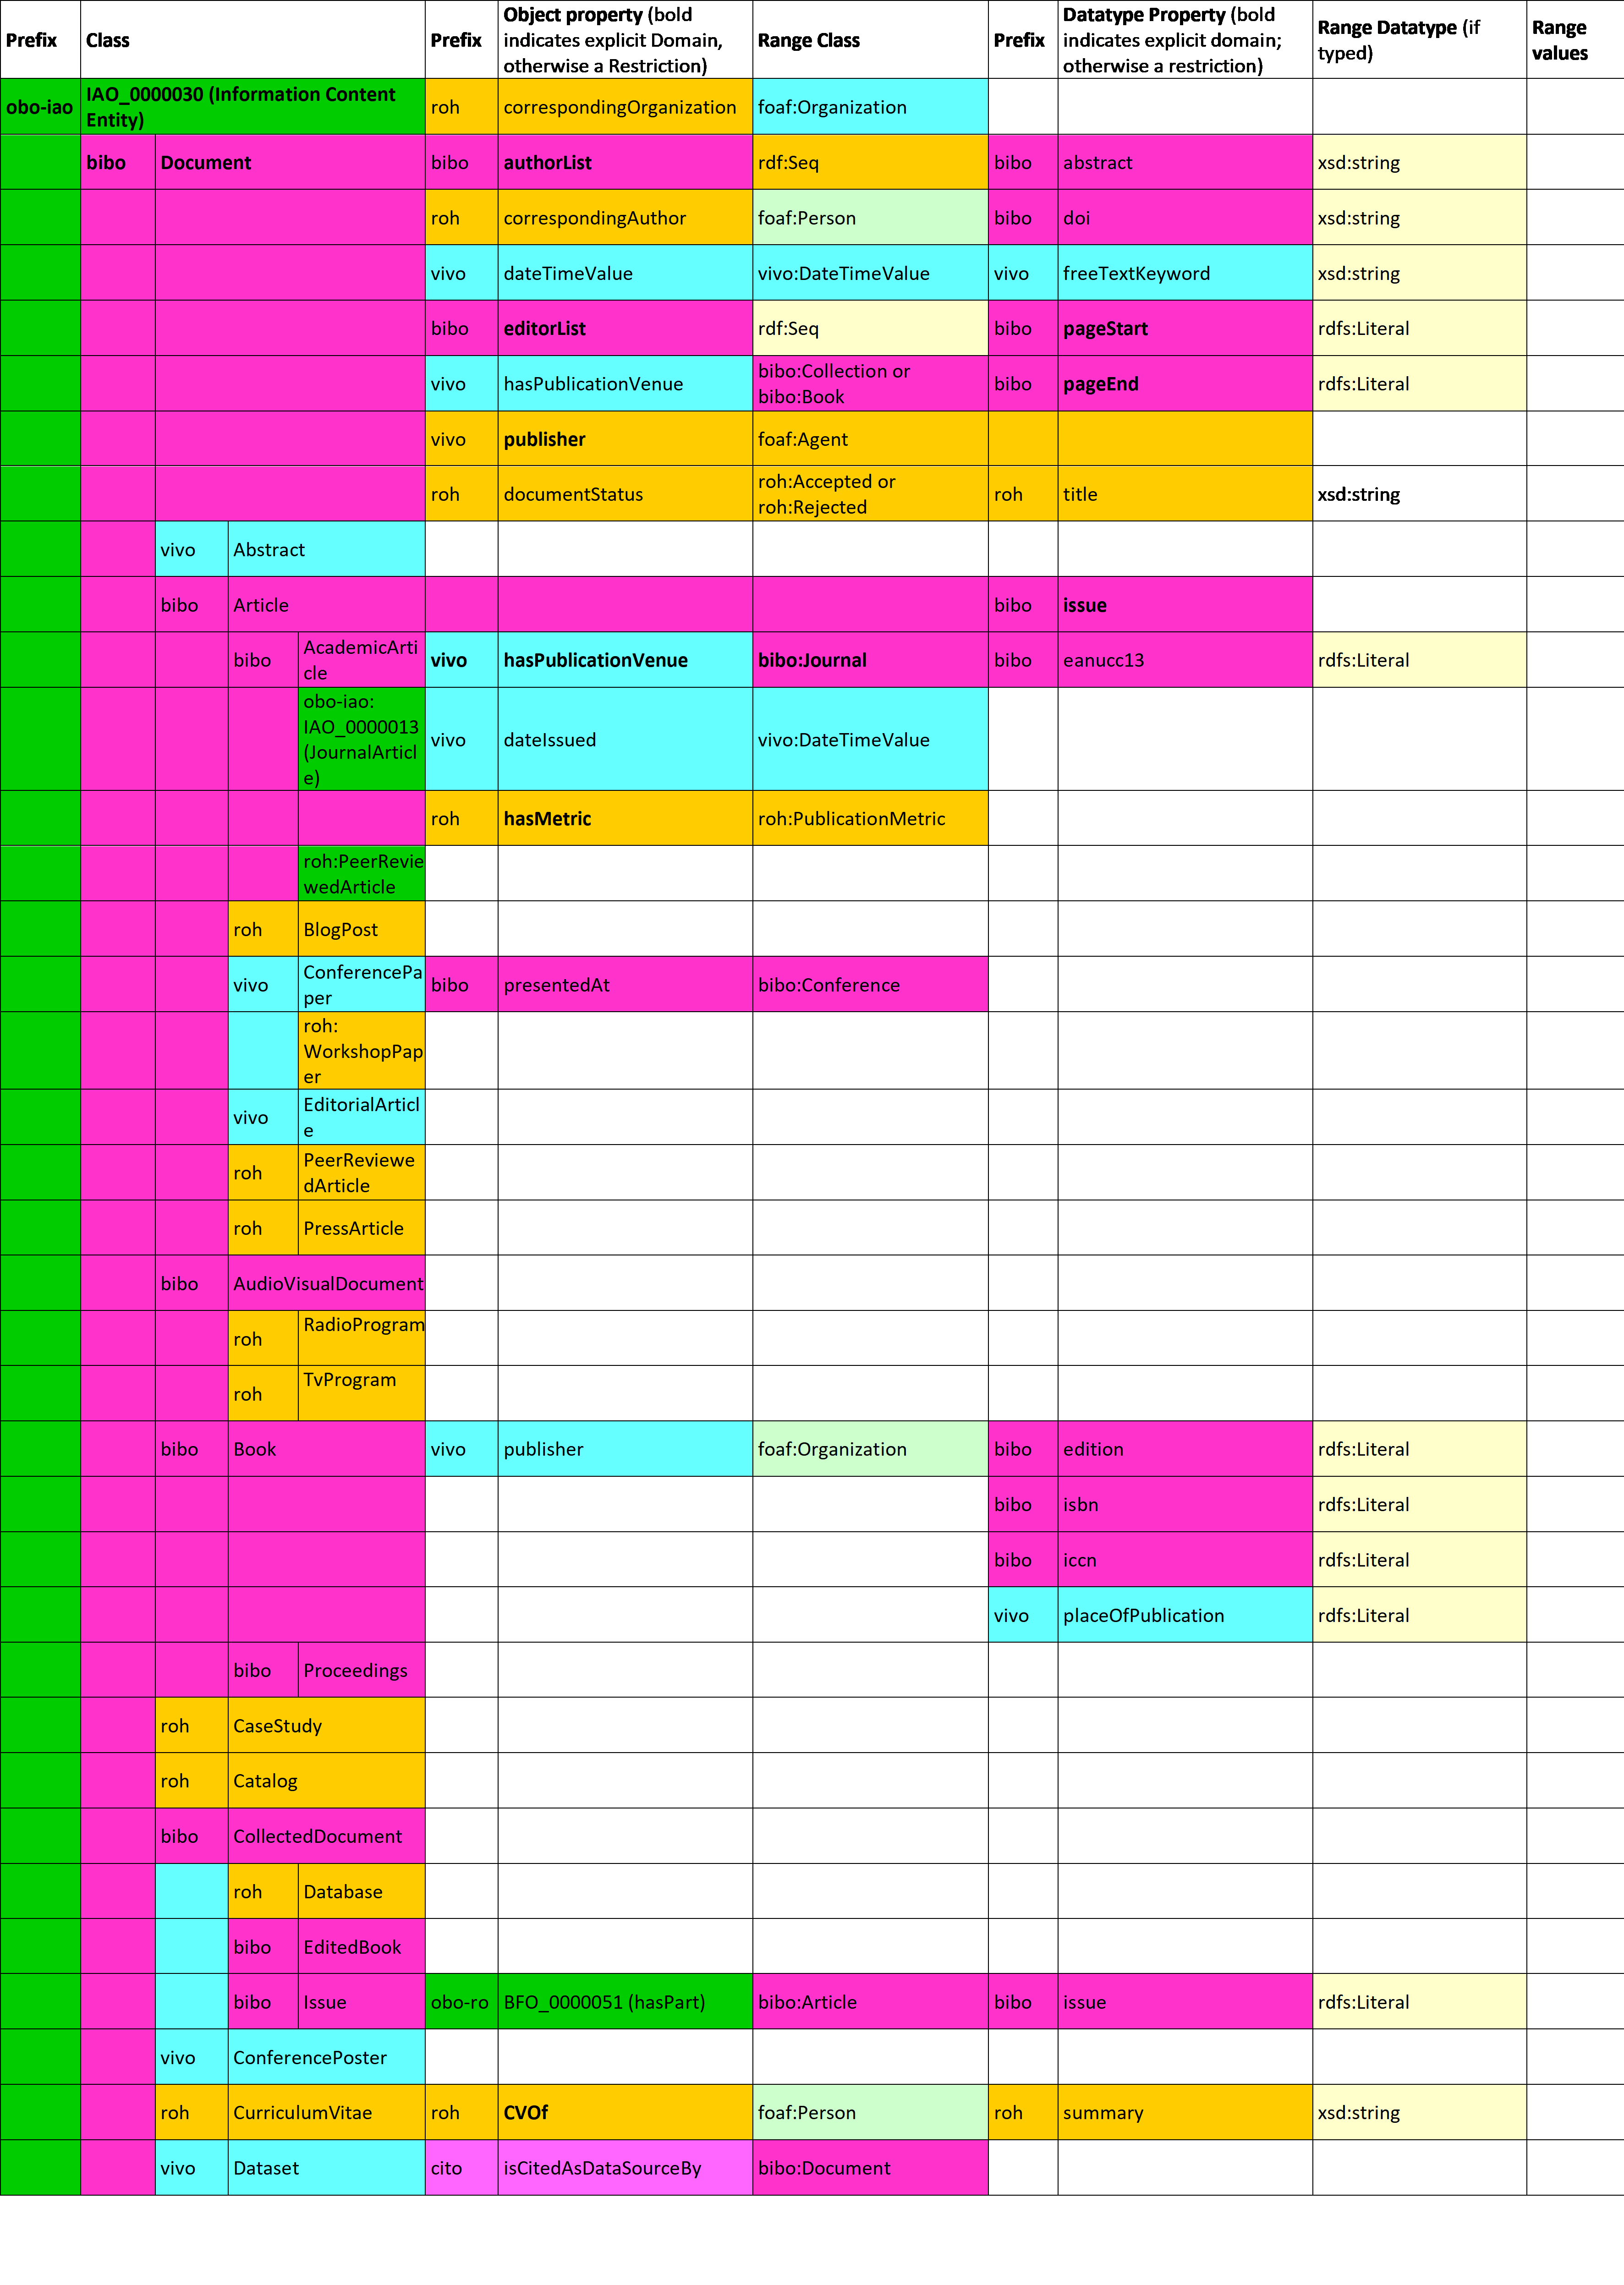 Prefix Class Prefix Object property (bold indicates explicit Domain, otherwise a Restriction) Range Class Prefix Datatype Property (bold indicates explicit domain; otherwise a restriction) Range Datatype (if typed) Range values
obo-iao IAO_0000030 (Information Content Entity) roh correspondingOrganization foaf:Organization
bibo Document bibo authorList rdf:Seq bibo abstract xsd:string
roh correspondingAuthor foaf:Person bibo doi xsd:string
vivo dateTimeValue vivo:DateTimeValue vivo freeTextKeyword xsd:string
bibo editorList rdf:Seq bibo pageStart rdfs:Literal
vivo hasPublicationVenue bibo:Collection or bibo:Book bibo pageEnd rdfs:Literal
vivo publisher foaf:Agent
roh documentStatus roh:Accepted or roh:Rejected roh title xsd:string
vivo Abstract
bibo Article bibo issue
bibo AcademicArticle vivo hasPublicationVenue bibo:Journal bibo eanucc13 rdfs:Literal
obo-iao: IAO_0000013 (JournalArticle) vivo dateIssued vivo:DateTimeValue
roh hasMetric roh:PublicationMetric
roh:PeerReviewedArticle
roh BlogPost
vivo ConferencePaper bibo presentedAt bibo:Conference
roh: WorkshopPaper
vivo EditorialArticle
roh PeerReviewedArticle
roh PressArticle
bibo AudioVisualDocument
roh RadioProgram
roh TvProgram
bibo Book vivo publisher foaf:Organization bibo edition rdfs:Literal
bibo isbn rdfs:Literal
bibo iccn rdfs:Literal
vivo placeOfPublication rdfs:Literal
bibo Proceedings
roh CaseStudy
roh Catalog
bibo CollectedDocument
roh Database
bibo EditedBook
bibo Issue obo-ro BFO_0000051 (hasPart) bibo:Article bibo issue rdfs:Literal
vivo ConferencePoster
roh CurriculumVitae roh CVOf foaf:Person roh summary xsd:string
vivo Dataset cito isCitedAsDataSourceBy bibo:Document